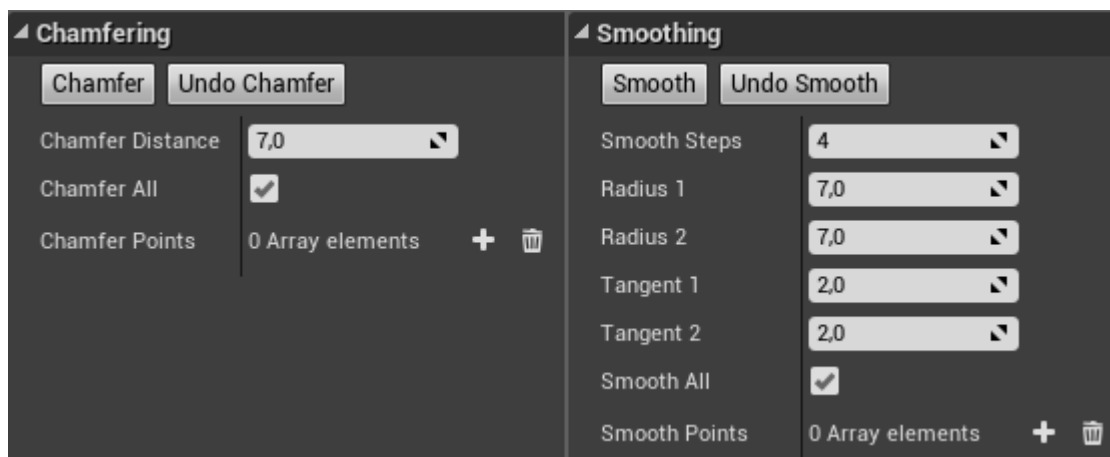 Chamfering
Chamfer Undo Chamfer
Chamfer Distance 7,0
Chamfer All
Chamfer Points 0 Array elements
Smoothing
Smooth Undo Smooth
Smooth Steps 4
Radius 1 7,0
Radius 2 7,0
Tangent 1 2,0
Tangent 2 2,0
Smooth All
Smooth Points 0 Array elements